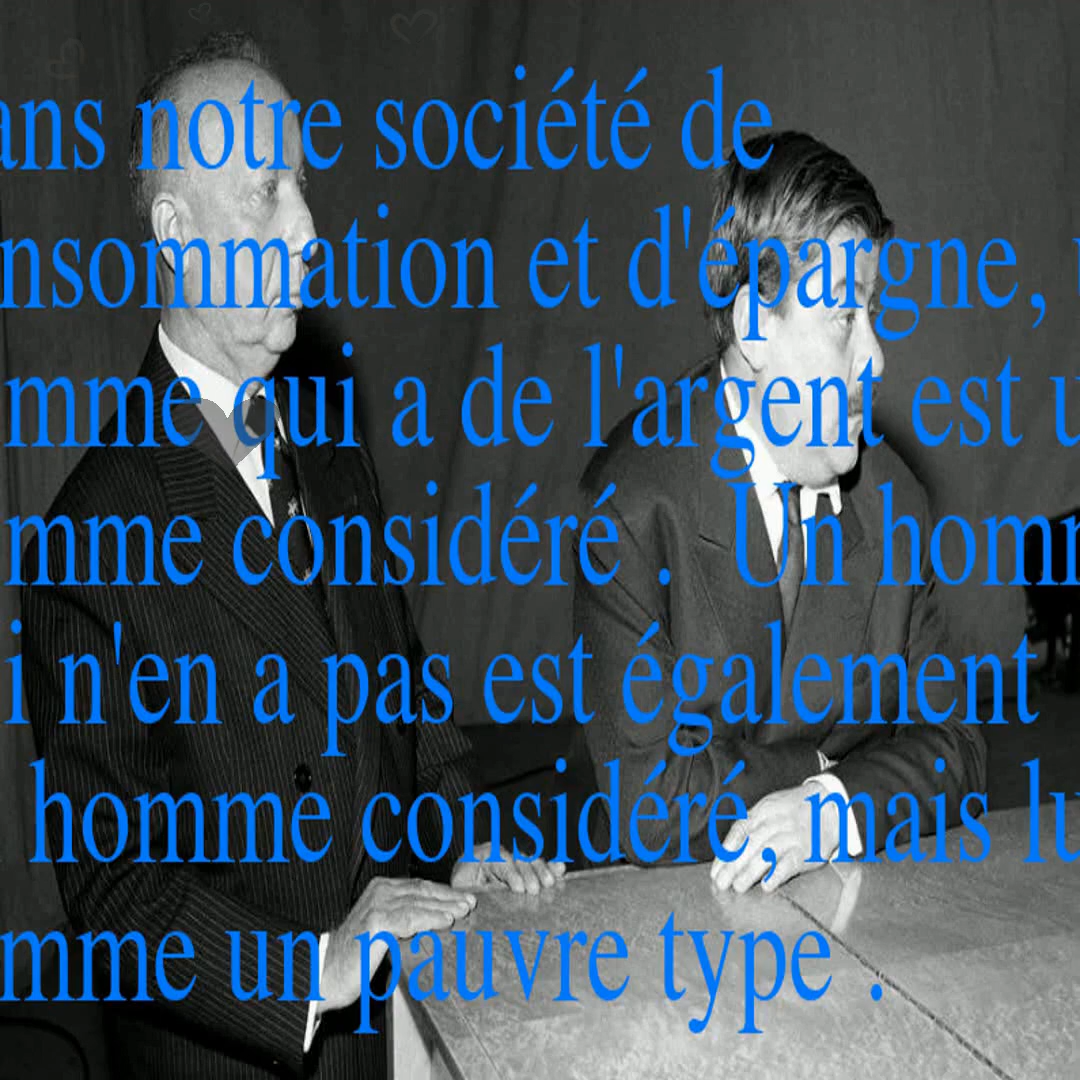 ans notre société de
nsommation et d'épargne,
mme qui a de l'argent est u
mme considéré . Un homm
i n'en a pas est également
homme considéré, mais lu
mme un pauvre type .